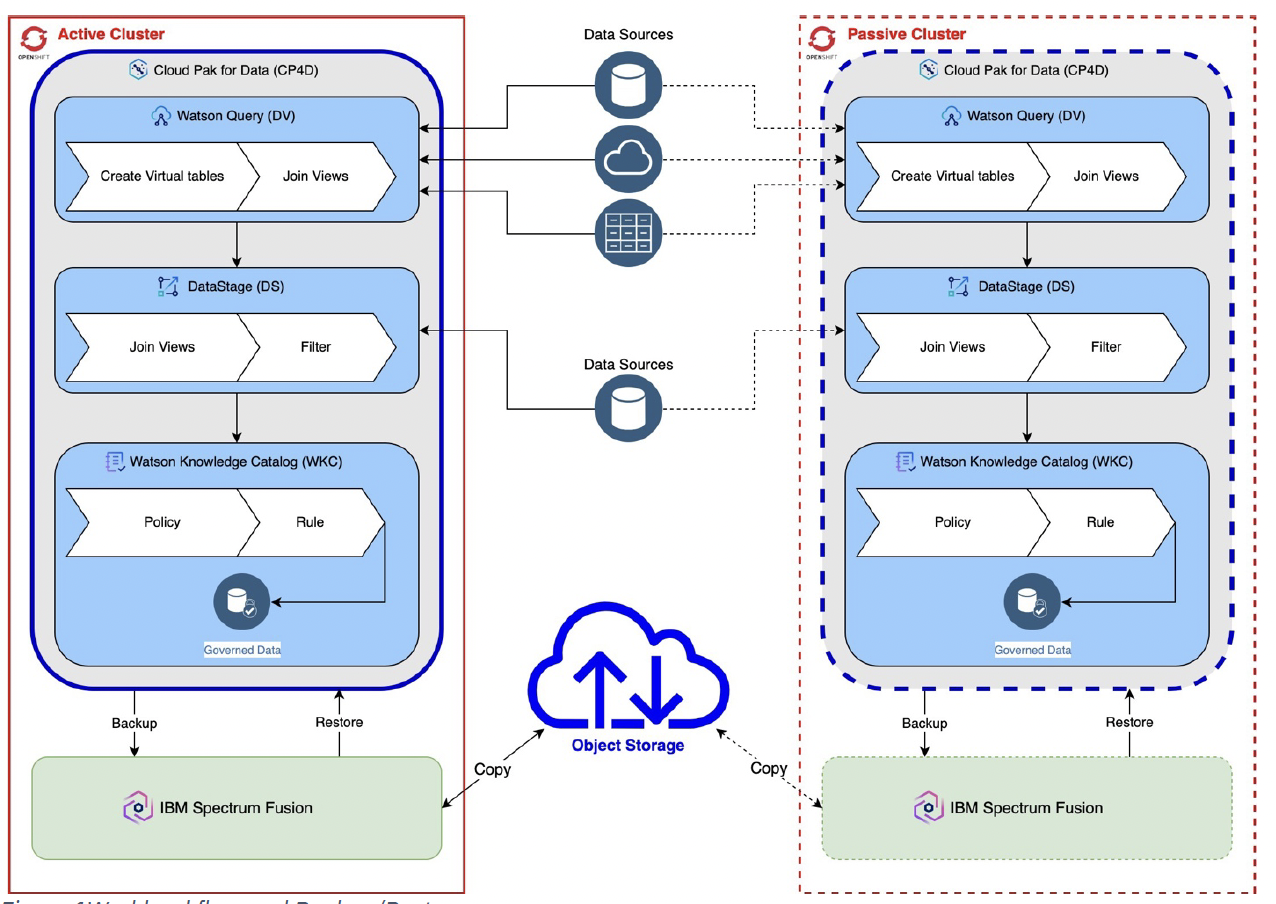 Active Cluster
OPENSHIFT
Cloud Pak for Data (CP4D)
Watson Query (DV)
Create Virtual tables
Join Views
DataStage (DS)
Join Views
Filter
Watson Knowledge Catalog (WKC)
Policy
Rule
Governed Data
Backup
Restore
IBM Spectrum Fusion
Data Sources
Data Sources
Object Storage
Copy
Copy
Passive Cluster
OPENSHIFT
Cloud Pak for Data (CP4D)
Watson Query (DV)
Create Virtual tables
Join Views
DataStage (DS)
Join Views
Filter
Watson Knowledge Catalog (WKC)
Policy
Rule
Governed Data
Backup
Restore
IBM Spectrum Fusion